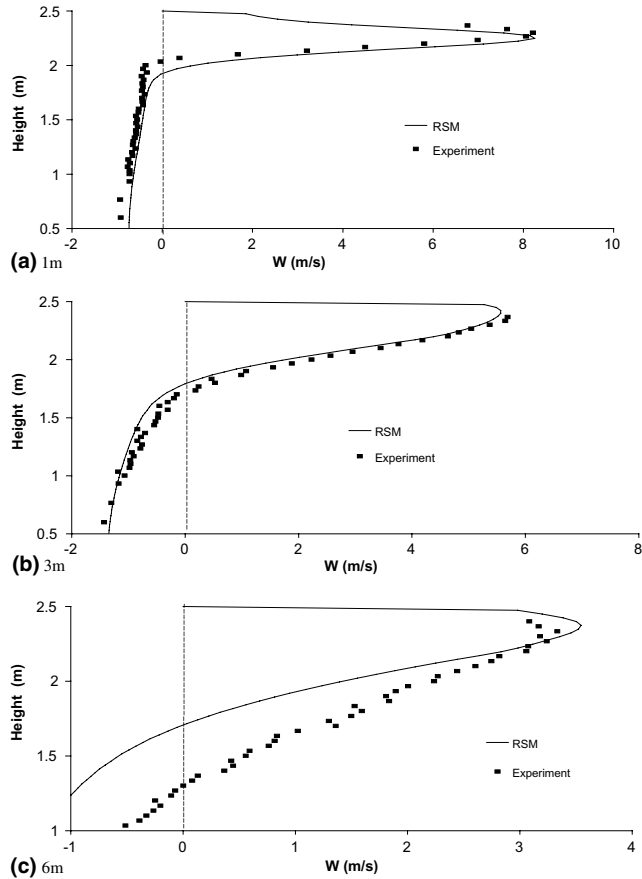 2.5
2
1.5
1
0.5
Height (m)
RSM
Experiment
-2 0 2 4 6 8 10
(a) 1m
W (m/s)
2.5
2
1.5
1
0.5
Height (m)
RSM
Experiment
-2 0 2 4 6 8
(b) 3m
W (m/s)
2.5
2
1.5
1
Height (m)
RSM
Experiment
-1 0 1 2 3 4
(c) 6m
W (m/s)